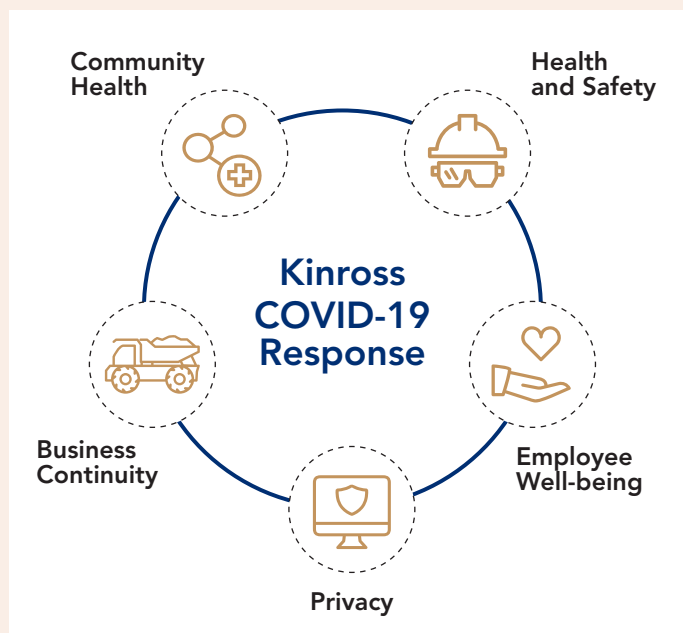 Community
Health
Health
and Safety
Kinross
COVID-19
Response
Business
Continuity
Employee
Well-being
Privacy